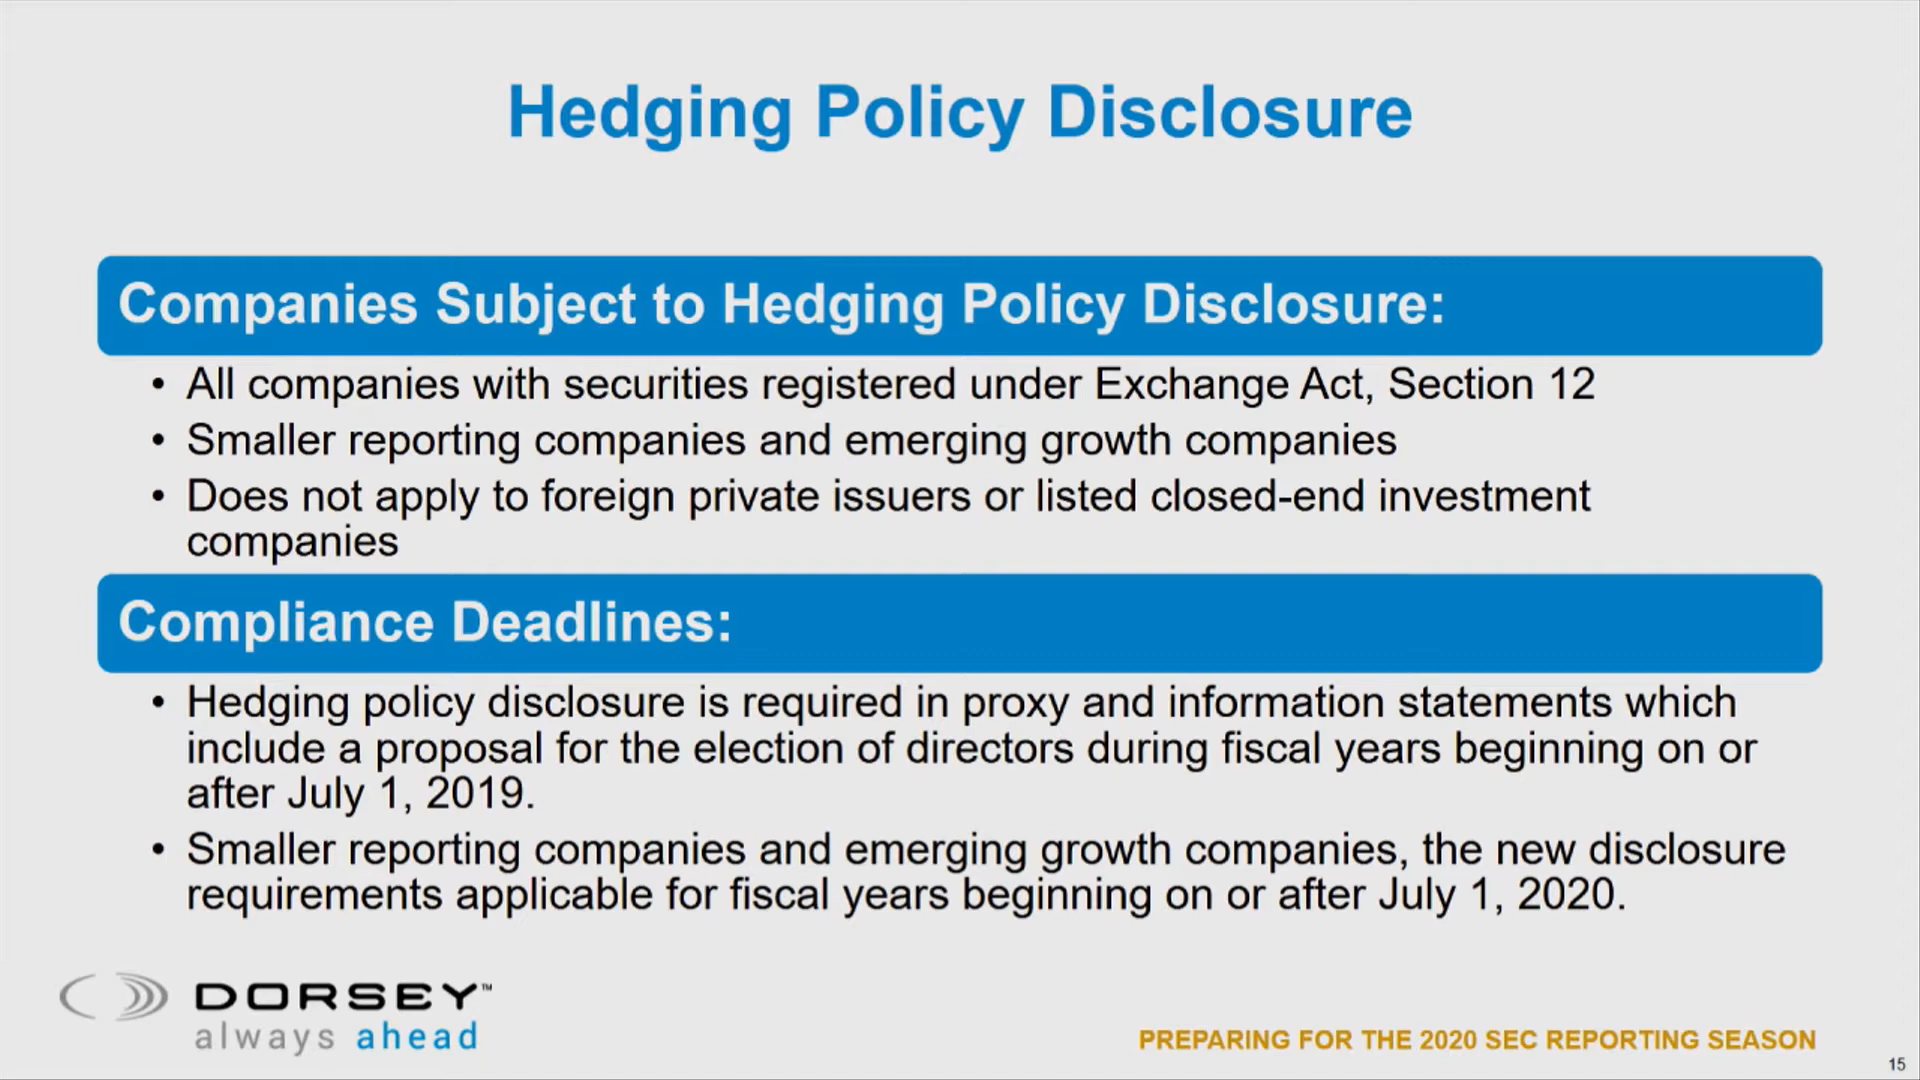 Hedging Policy Disclosure
Companies Subject to Hedging Policy Disclosure:
• All companies with securities registered under Exchange Act, Section 12
• Smaller reporting companies and emerging growth companies
• Does not apply to foreign private issuers or listed closed-end investment
companies
Compliance Deadlines:
• Hedging policy disclosure is required in proxy and information statements which
include a proposal for the election of directors during fiscal years beginning on or
after July 1, 2019.
• Smaller reporting companies and emerging growth companies, the new disclosure
requirements applicable for fiscal years beginning on or after July 1, 2020.
DORSEY™
always ahead
PREPARING FOR THE 2020 SEC REPORTING SEASON
15